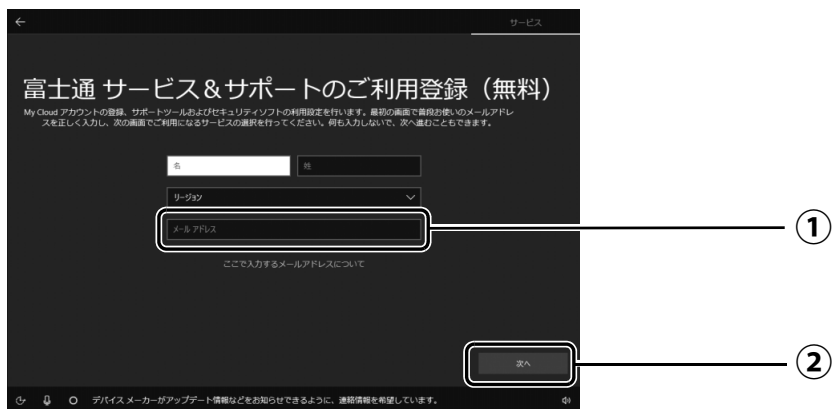 サービス
富士通 サービス＆サポートのご利用登録（無料）
My Cloud アカウントの登録、サポートツールおよびセキュリティソフトの利用設定を行います。最初の画面で普段お使いのメールアドレ
スを正しく入力し、次の画面でご利用になるサービスの選択を行ってください。何も入力しないで、次へ進むこともできます。
名 姓
リージョン
メール アドレス
①
ここで入力するメールアドレスについて
次へ
②
デバイス メーカーがアップデート情報などをお知らせできるように、連絡情報を希望しています。